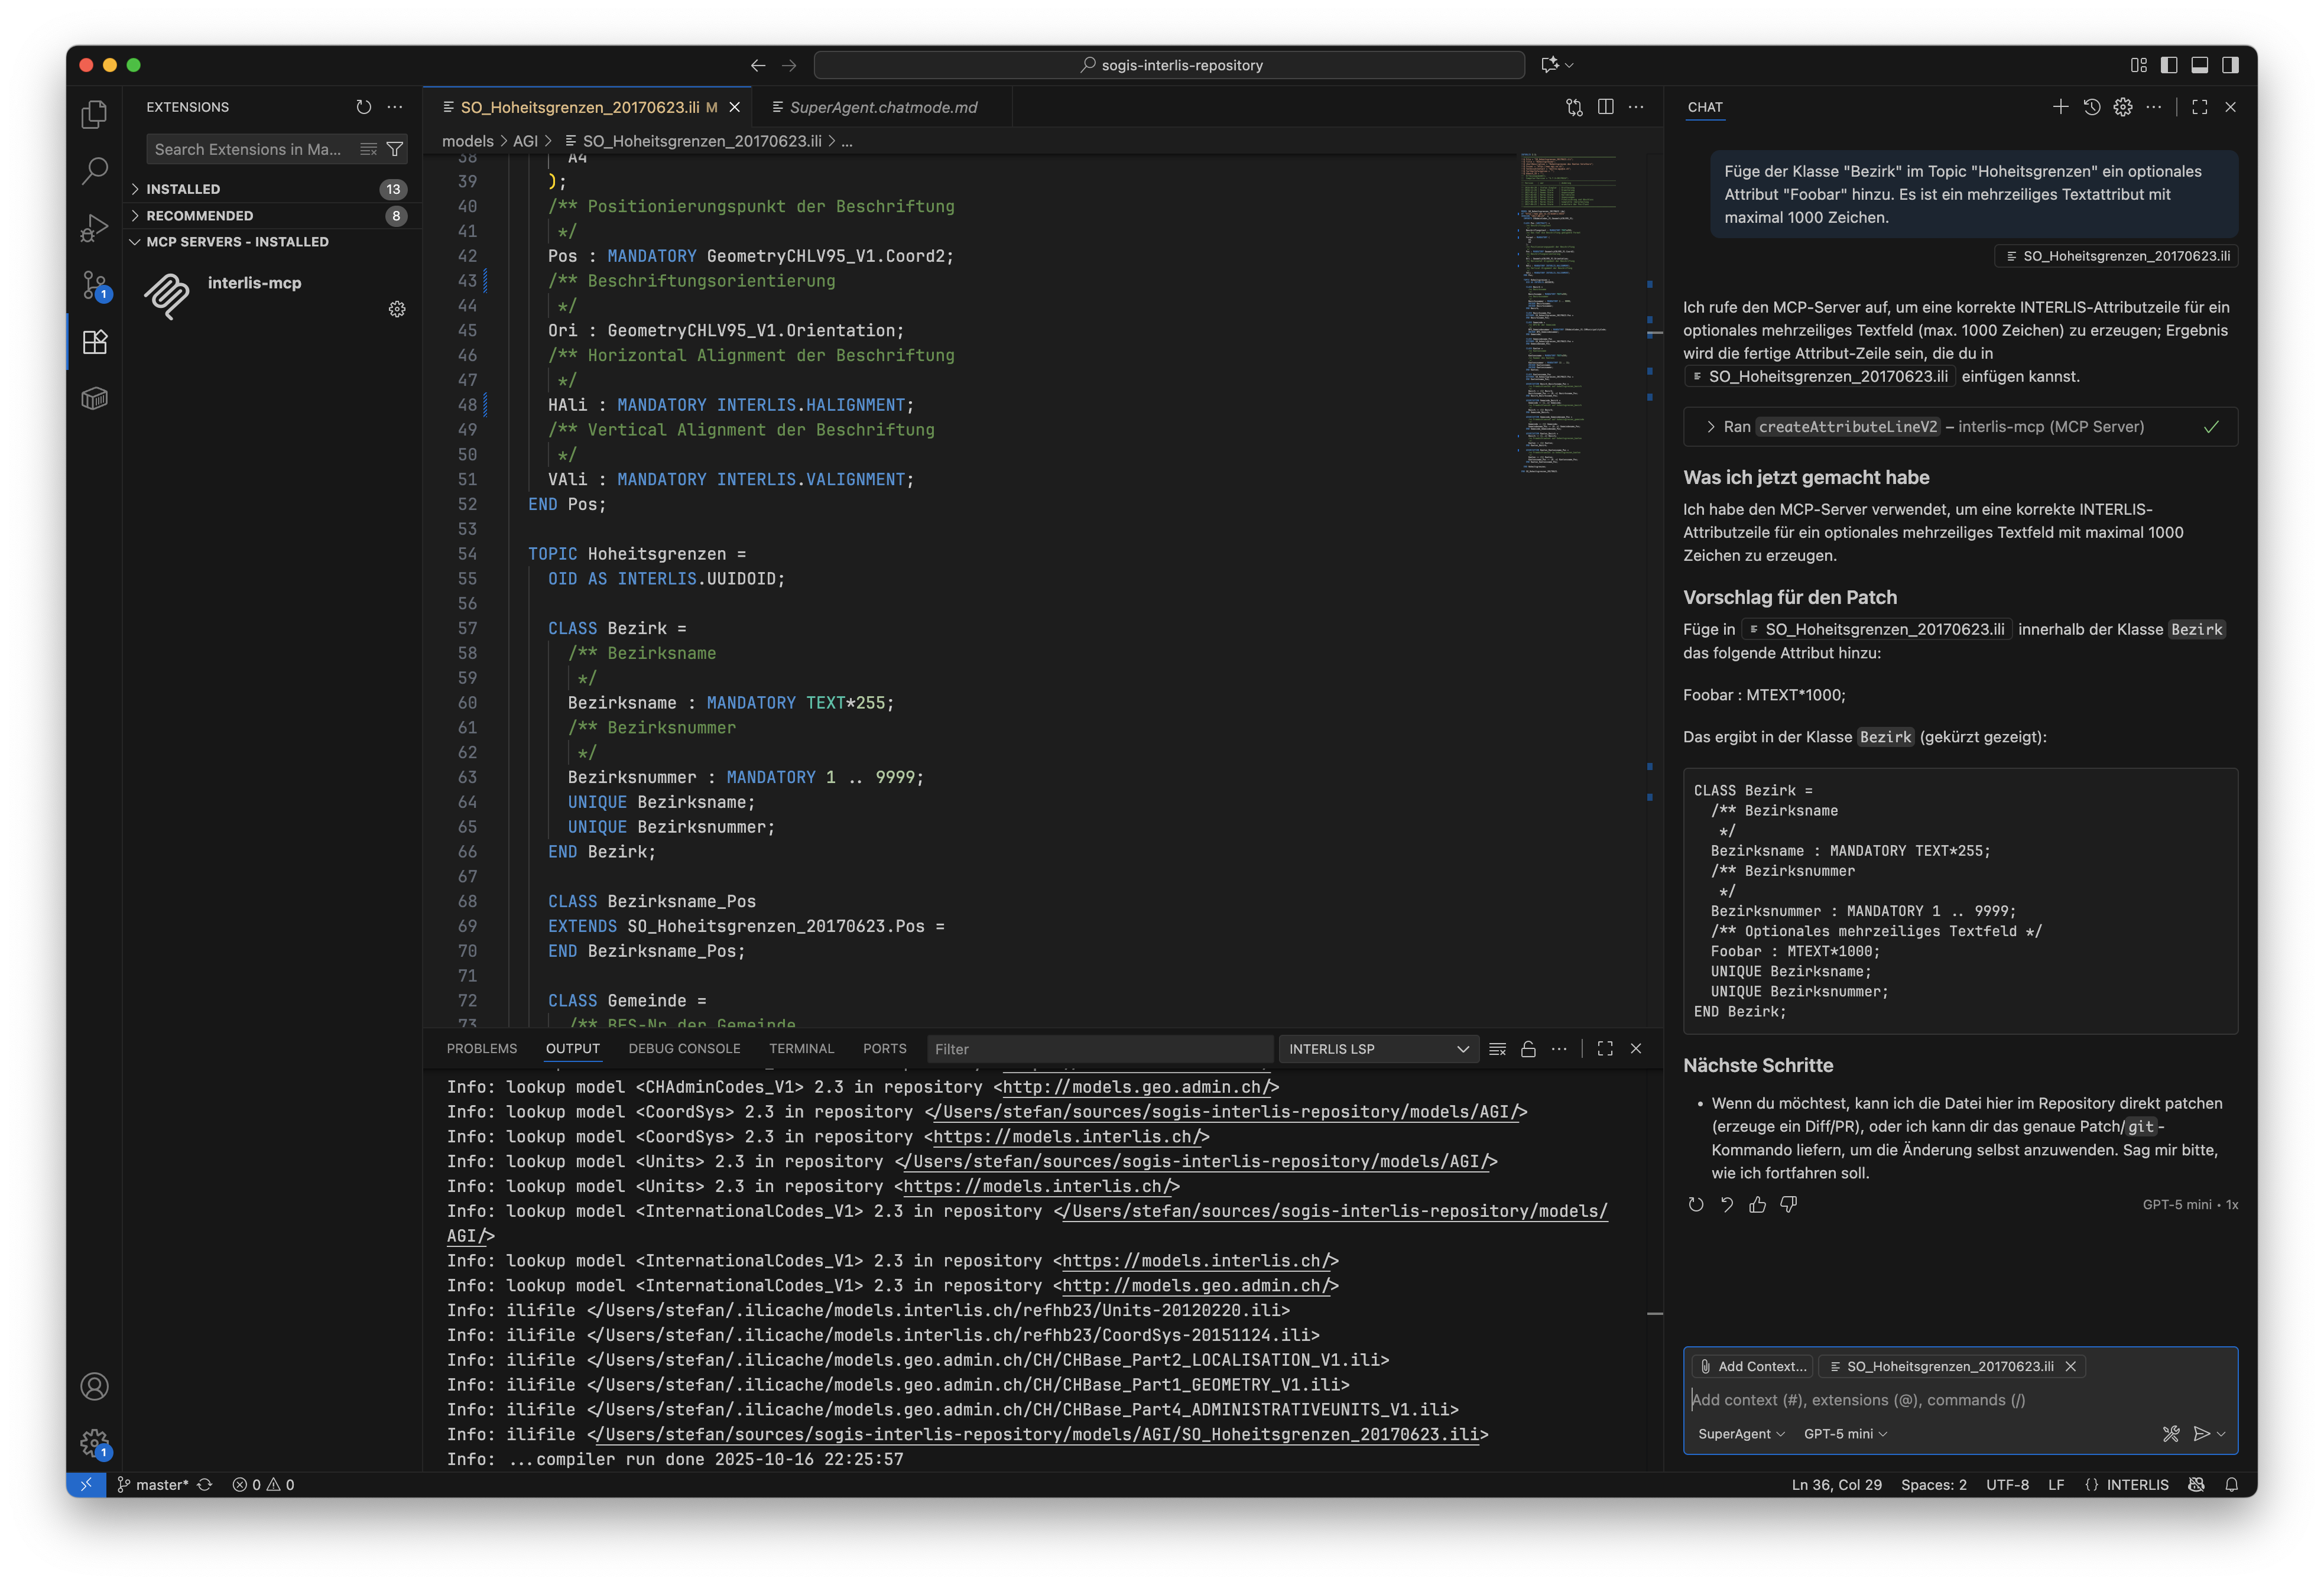 sogis-interlis-repository
EXTENSIONS
Search Extensions in Ma...
INSTALLED
13
RECOMMENDED
8
MCP SERVERS - INSTALLED
interlis-mcp
1
1
SO_Hoheitsgrenzen_20170623.ili M
SuperAgent.chatmode.md
models > AGI > SO_Hoheitsgrenzen_20170623.ili > ...
38 A4
39 );
40 /** Positionierungspunkt der Beschriftung
41 */
42 Pos : MANDATORY GeometryCHLV95_V1.Coord2;
43 /** Beschriftungsorientierung
44 */
45 Ori : GeometryCHLV95_V1.Orientation;
46 /** Horizontal Alignment der Beschriftung
47 */
48 HAli : MANDATORY INTERLIS.HALIGNMENT;
49 /** Vertical Alignment der Beschriftung
50 */
51 VAli : MANDATORY INTERLIS.VALIGNMENT;
52 END Pos;
53
54 TOPIC Hoheitsgrenzen =
55 OID AS INTERLIS.UUIDOID;
56
57 CLASS Bezirk =
58 /** Bezirksname
59 */
60 Bezirksname : MANDATORY TEXT*255;
61 /** Bezirksnummer
62 */
63 Bezirksnummer : MANDATORY 1 .. 9999;
64 UNIQUE Bezirksname;
65 UNIQUE Bezirksnummer;
66 END Bezirk;
67
68 CLASS Bezirksname_Pos
69 EXTENDS SO_Hoheitsgrenzen_20170623.Pos =
70 END Bezirksname_Pos;
71
72 CLASS Gemeinde =
73 /** BFS-Nr der Gemeinde
PROBLEMS
OUTPUT
DEBUG CONSOLE
TERMINAL
PORTS
Filter
INTERLIS LSP
Info: lookup model <CHAdminCodes_V1> 2.3 in repository <http://models.geo.admin.ch/>
Info: lookup model <CoordSys> 2.3 in repository </Users/stefan/sources/sogis-interlis-repository/models/AGI/>
Info: lookup model <CoordSys> 2.3 in repository <https://models.interlis.ch/>
Info: lookup model <Units> 2.3 in repository </Users/stefan/sources/sogis-interlis-repository/models/AGI/>
Info: lookup model <Units> 2.3 in repository <https://models.interlis.ch/>
Info: lookup model <InternationalCodes_V1> 2.3 in repository </Users/stefan/sources/sogis-interlis-repository/models/
AGI/>
Info: lookup model <InternationalCodes_V1> 2.3 in repository <https://models.interlis.ch/>
Info: lookup model <InternationalCodes_V1> 2.3 in repository <http://models.geo.admin.ch/>
Info: ilifile </Users/stefan/.ilicache/models.interlis.ch/refhb23/Units-20120220.ili>
Info: ilifile </Users/stefan/.ilicache/models.interlis.ch/refhb23/CoordSys-20151124.ili>
Info: ilifile </Users/stefan/.ilicache/models.geo.admin.ch/CH/CHBase_Part2_LOCALISATION_V1.ili>
Info: ilifile </Users/stefan/.ilicache/models.geo.admin.ch/CH/CHBase_Part1_GEOMETRY_V1.ili>
Info: ilifile </Users/stefan/.ilicache/models.geo.admin.ch/CH/CHBase_Part4_ADMINISTRATIVEUNITS_V1.ili>
Info: ilifile </Users/stefan/sources/sogis-interlis-repository/models/AGI/SO_Hoheitsgrenzen_20170623.ili>
Info: ...compiler run done 2025-10-16 22:25:57
CHAT
Füge der Klasse "Bezirk" im Topic "Hoheitsgrenzen" ein optionales
Attribut "Foobar" hinzu. Es ist ein mehrzeiliges Textattribut mit
maximal 1000 Zeichen.
SO_Hoheitsgrenzen_20170623.ili
Ich rufe den MCP-Server auf, um eine korrekte INTERLIS-Attributzeile für ein
optionales mehrzeiliges Textfeld (max. 1000 Zeichen) zu erzeugen; Ergebnis
wird die fertige Attribut-Zeile sein, die du in
SO_Hoheitsgrenzen_20170623.ili einfügen kannst.
Ran createAttributeLineV2 – interlis-mcp (MCP Server)
Was ich jetzt gemacht habe
Ich habe den MCP-Server verwendet, um eine korrekte INTERLIS-
Attributzeile für ein optionales mehrzeiliges Textfeld mit maximal 1000
Zeichen zu erzeugen.
Vorschlag für den Patch
Füge in SO_Hoheitsgrenzen_20170623.ili innerhalb der Klasse Bezirk
das folgende Attribut hinzu:
Foobar : MTEXT*1000;
Das ergibt in der Klasse Bezirk (gekürzt gezeigt):
CLASS Bezirk =
/** Bezirksname
*/
Bezirksname : MANDATORY TEXT*255;
/** Bezirksnummer
*/
Bezirksnummer : MANDATORY 1 .. 9999;
/** Optionales mehrzeiliges Textfeld */
Foobar : MTEXT*1000;
UNIQUE Bezirksname;
UNIQUE Bezirksnummer;
END Bezirk;
Nächste Schritte
• Wenn du möchtest, kann ich die Datei hier im Repository direkt patchen
(erzeuge ein Diff/PR), oder ich kann dir das genaue Patch/git-
Kommando liefern, um die Änderung selbst anzuwenden. Sag mir bitte,
wie ich fortfahren soll.
GPT-5 mini • 1x
Add Context...
SO_Hoheitsgrenzen_20170623.ili
Add context (#), extensions (@), commands (/)
SuperAgent
GPT-5 mini
master*
0
0
Ln 36, Col 29
Spaces: 2
UTF-8
LF
{} INTERLIS